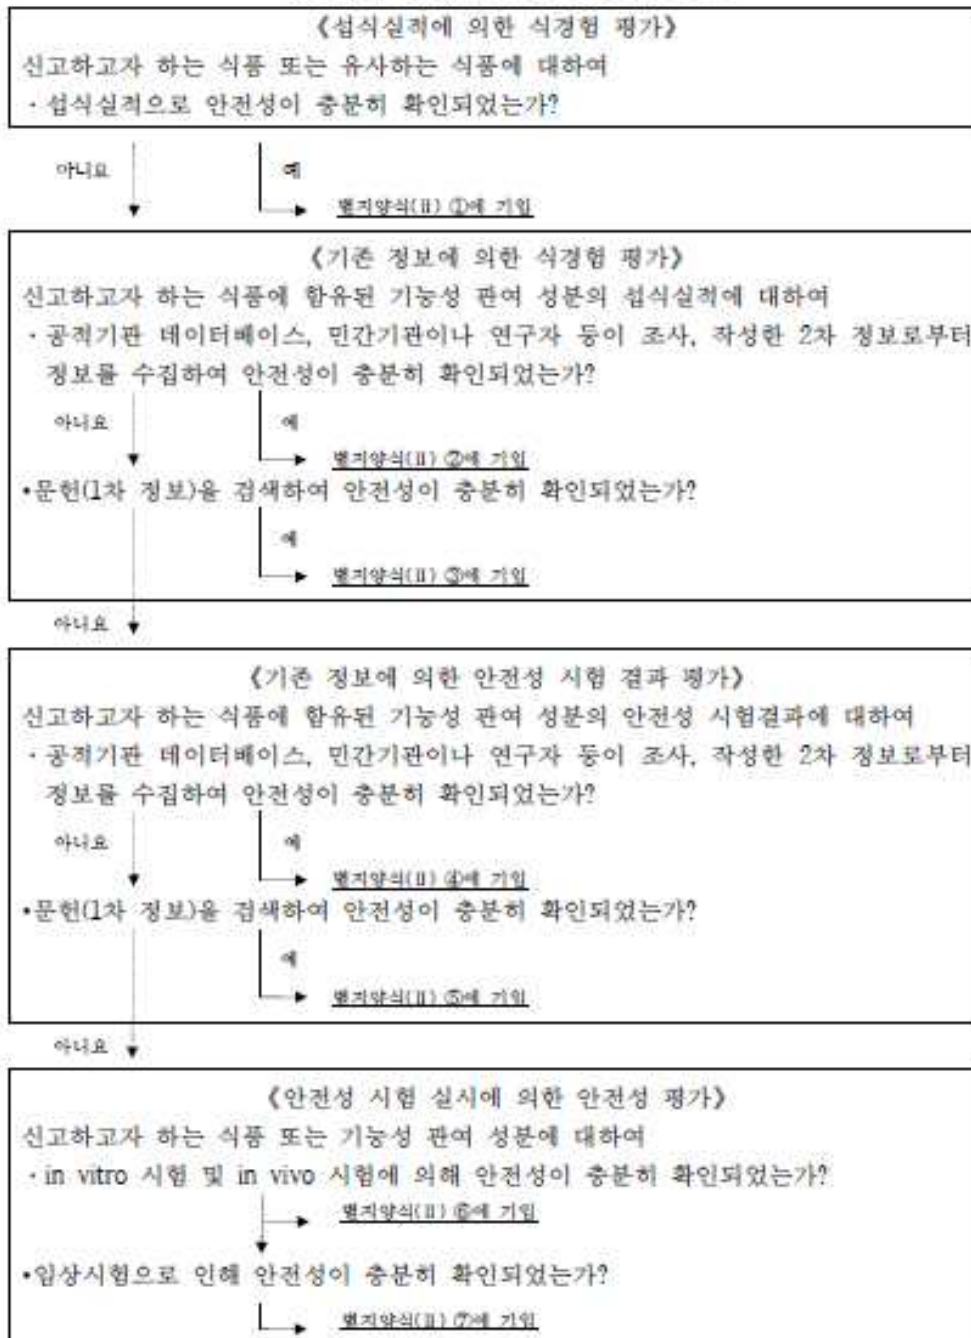 《섭식실적에 의한 식경험 평가》
신고하고자 하는 식품 또는 유사하는 식품에 대하여
· 섭식실적으로 안전성이 충분히 확인되었는가?
아니요 예
별지양식(Ⅱ) ①에 기입
《기존 정보에 의한 식경험 평가》
신고하고자 하는 식품에 함유된 기능성 관여 성분의 섭식실적에 대하여
· 공적기관 데이터베이스, 민간기관이나 연구자 등이 조사, 작성한 2차 정보로부터
정보를 수집하여 안전성이 충분히 확인되었는가?
아니요 예
별지양식(Ⅱ) ②에 기입
•문헌(1차 정보)을 검색하여 안전성이 충분히 확인되었는가?
예
별지양식(Ⅱ) ③에 기입
아니요
《기존 정보에 의한 안전성 시험 결과 평가》
신고하고자 하는 식품에 함유된 기능성 관여 성분의 안전성 시험결과에 대하여
· 공적기관 데이터베이스, 민간기관이나 연구자 등이 조사, 작성한 2차 정보로부터
정보를 수집하여 안전성이 충분히 확인되었는가?
아니요 예
별지양식(Ⅱ) ④에 기입
•문헌(1차 정보)을 검색하여 안전성이 충분히 확인되었는가?
예
별지양식(Ⅱ) ⑤에 기입
아니요
《안전성 시험 실시에 의한 안전성 평가》
신고하고자 하는 식품 또는 기능성 관여 성분에 대하여
· in vitro 시험 및 in vivo 시험에 의해 안전성이 충분히 확인되었는가?
별지양식(Ⅱ) ⑥에 기입
•임상시험으로 인해 안전성이 충분히 확인되었는가?
별지양식(Ⅱ) ⑦에 기입